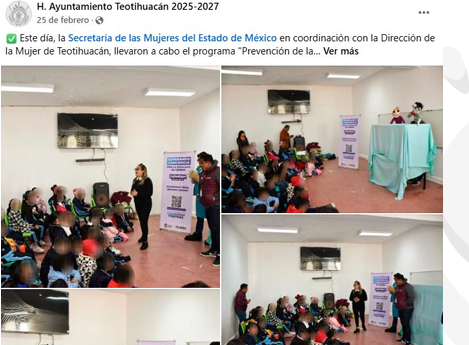 H. Ayuntamiento Teotihuacán 2025-2027
25 de febrero ·
✅ Este día, la Secretaría de las Mujeres del Estado de México en coordinación con la Dirección de
la Mujer de Teotihuacán, llevaron a cabo el programa "Prevención de la... Ver más